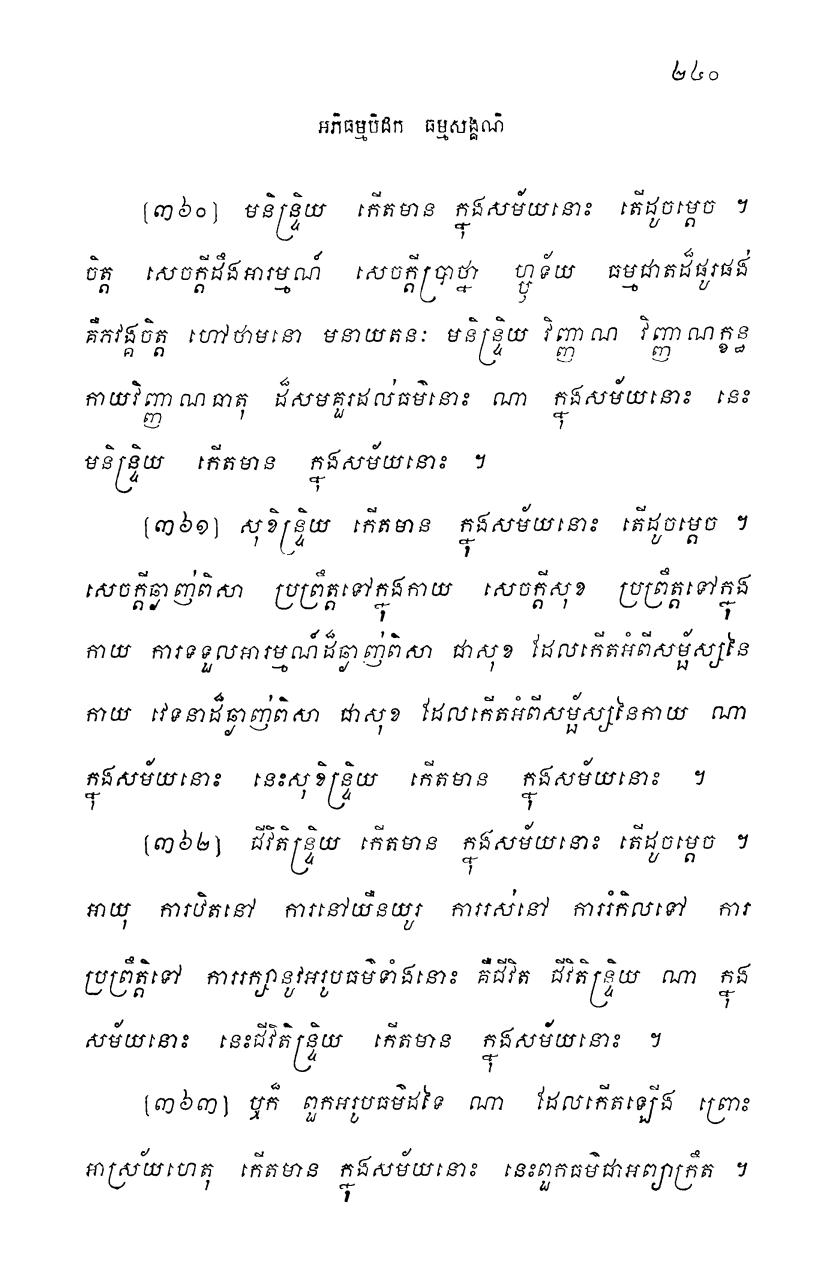 ២៤០
អភិធម្មបិដក ធម្មសង្គណិ
(៣៦០) មនិន្ទ្រិយ កើតមាន ក្នុងសម័យនោះ តើដូចម្តេច ។
ចិត្ត សេចក្តីដឹងអារម្មណ៍ សេចក្តីប្រាថ្នា ហ្ឫទ័យ ធម្មជាតដ៏ផូរផង់
គឺភវង្គចិត្ត ហៅថាមនោ មនាយតនៈ មនិន្ទ្រិយ វិញ្ញាណ វិញ្ញាណក្ខន្ធ
កាយវិញ្ញាណធាតុ ដ៏សមគួរដល់ធម៌នោះ ណា ក្នុងសម័យនោះ នេះ
មនិន្ទ្រិយ កើតមាន ក្នុងសម័យនោះ ។
(៣៦១) សុខិន្ទ្រិយ កើតមាន ក្នុងសម័យនោះ តើដូចម្តេច ។
សេចក្តីឆ្ងាញ់ពិសា ប្រព្រឹត្តទៅក្នុងកាយ សេចក្តីសុខ ប្រព្រឹត្តទៅក្នុង
កាយ ការទទួលអារម្មណ៍ដ៏ឆ្ងាញ់ពិសា ជាសុខ ដែលកើតអំពីសម្ផ័ស្សនៃ
កាយ វេទនាដ៏ឆ្ងាញ់ពិសា ជាសុខ ដែលកើតអំពីសម្ផ័ស្សនៃកាយ ណា
ក្នុងសម័យនោះ នេះសុខិន្ទ្រិយ កើតមាន ក្នុងសម័យនោះ ។
(៣៦២) ជីវិតិន្ទ្រិយ កើតមាន ក្នុងសម័យនោះ តើដូចម្តេច ។
អាយុ ការឋិតនៅ ការនៅយឺនយូរ ការរស់នៅ ការរំកិលទៅ ការ
ប្រព្រឹត្តិទៅ ការរក្សានូវអរូបធម៌ទាំងនោះ គឺជីវិត ជីវិតិន្ទ្រិយ ណា ក្នុង
សម័យនោះ នេះជីវិតិន្ទ្រិយ កើតមាន ក្នុងសម័យនោះ ។
(៣៦៣) ឬក៏ ពួកអរូបធម៌ដទៃ ណា ដែលកើតឡើង ព្រោះ
អាស្រ័យហេតុ កើតមាន ក្នុងសម័យនោះ នេះពួកធម៌ជាអព្យាក្រឹត ។